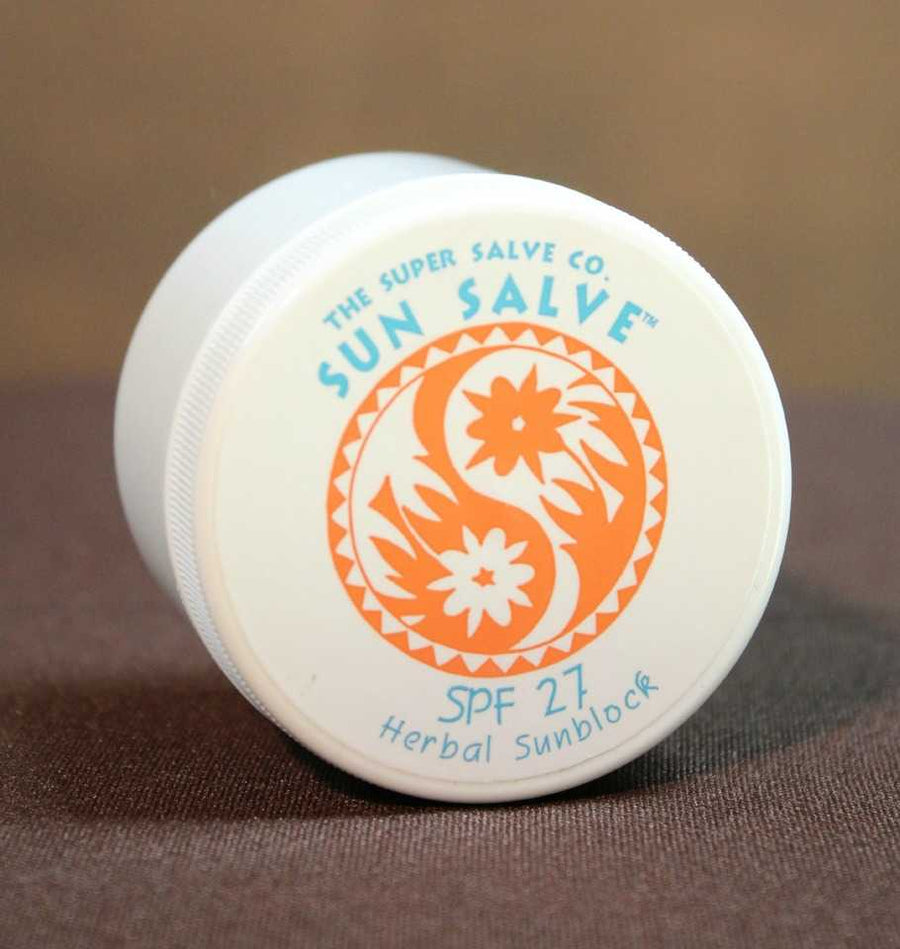 THE SUPER SALVE CO.
SUN SALVE™
SPF 27
Herbal Sunblock